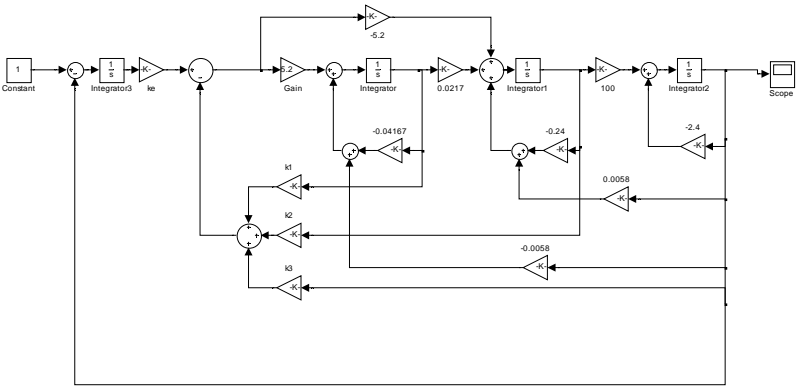 -K-
-5.2
1
Constant
1
s
Integrator3
-K-
ke
5.2
Gain
1
s
Integrator
-K-
0.0217
1
s
Integrator1
-K-
100
1
s
Integrator2
Scope
-0.04167
-K-
-0.24
-K-
-2.4
-K-
k1
-K-
0.0058
-K-
k2
-K-
-0.0058
-K-
k3
-K-